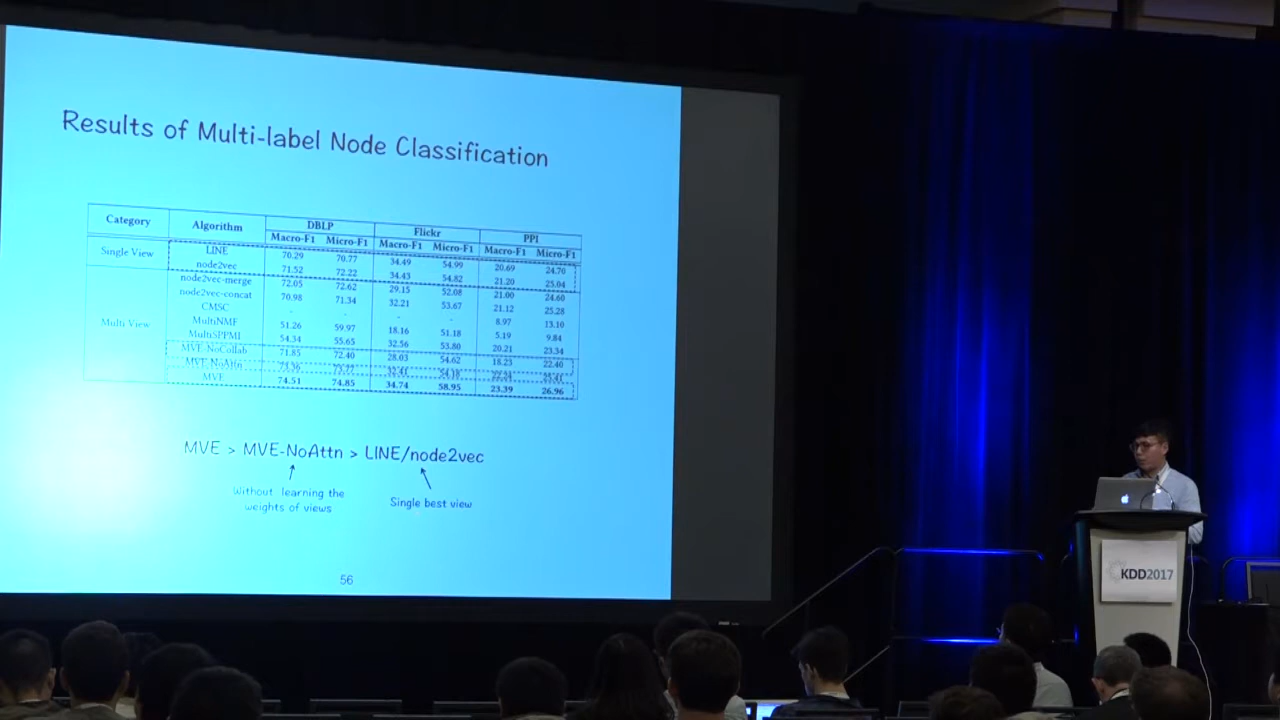 Results of Multi-label Node Classification
Category Algorithm DBLP Flickr PPI
Macro-F1 Micro-F1 Macro-F1 Micro-F1 Macro-F1 Micro-F1
Single View LINE 70.29 70.77 34.49 54.99 20.69 24.70
node2vec 71.52 72.22 34.43 54.82 21.20 25.04
Multi View node2vec-merge 72.05 72.62 29.15 52.08 21.00 24.60
node2vec-concat 70.98 71.34 32.21 53.67 21.12 25.28
CMSC - - - - 8.97 13.10
MultiNMF 51.26 59.97 18.16 51.18 5.19 9.84
MultiSPPMI 54.34 55.65 32.56 53.80 20.21 23.34
MVE-NoCollab 71.85 72.40 28.03 54.62 18.23 22.40
MVE-NoAttn
MVE 74.51 74.85 34.74 58.95 23.39 26.96
MVE > MVE-NoAttn > LINE/node2vec
Without learning the
weights of views
Single best view
56
KDD2017